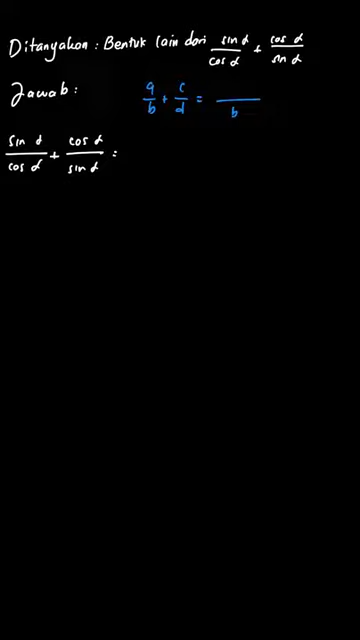 Ditanyakan : Bentuk lain dari sin α/cos α + cos α/sin α
Jawab :
a/b + c/d = /b
sin α/cos α + cos α/sin α =